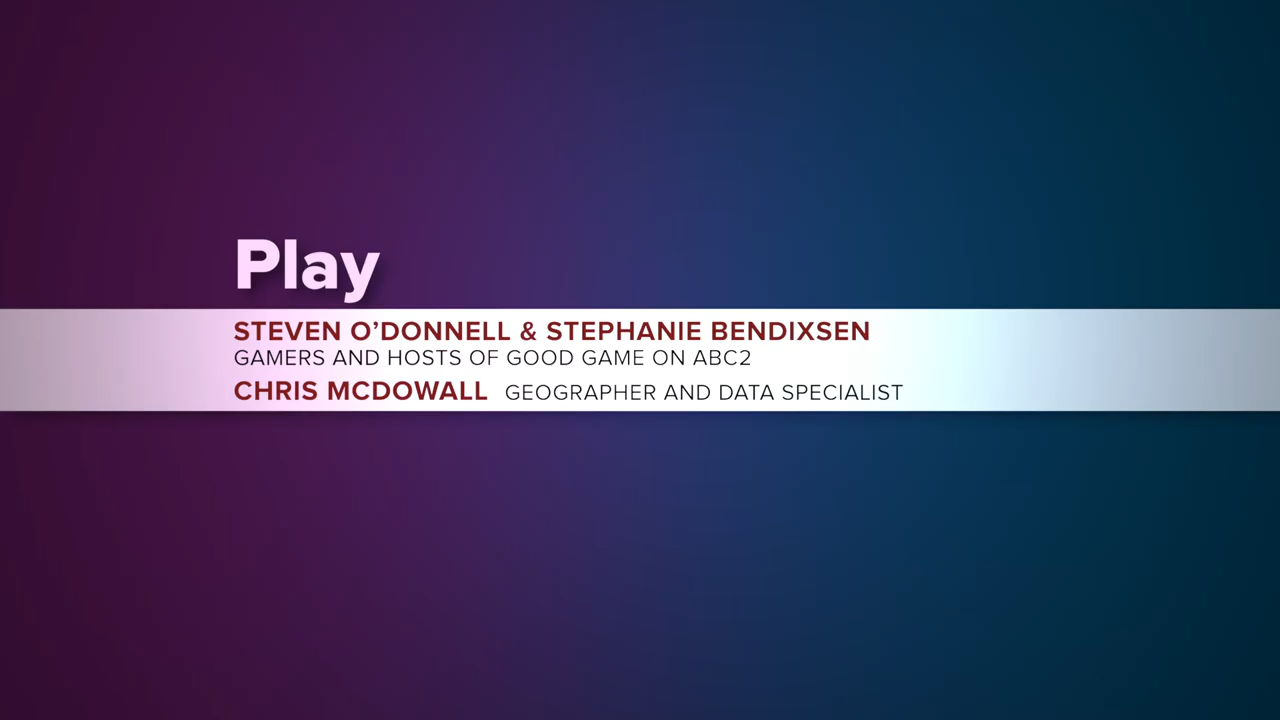 Play
STEVEN O’DONNELL & STEPHANIE BENDIXSEN
GAMERS AND HOSTS OF GOOD GAME ON ABC2
CHRIS MCDOWALL GEOGRAPHER AND DATA SPECIALIST